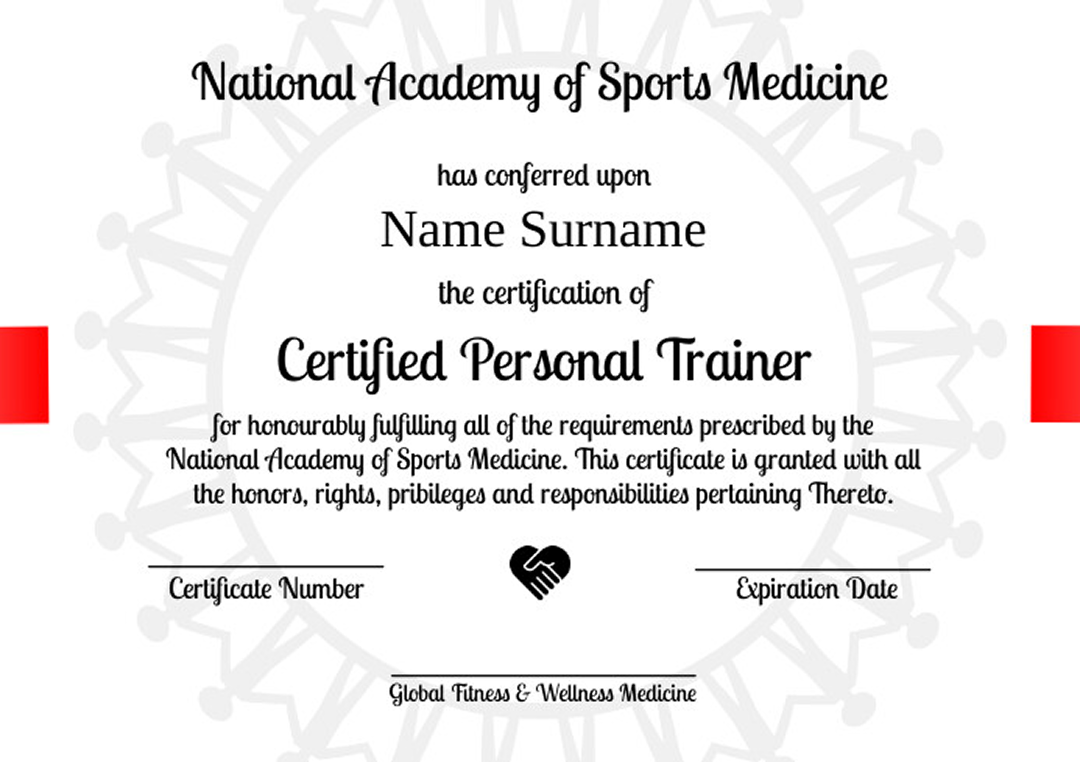 National Academy of Sports Medicine
has conferred upon
Name Surname
the certification of
Certified Personal Trainer
for honourably fulfilling all of the requirements prescribed by the
National Academy of Sports Medicine. This certificate is granted with all
the honors, rights, pribileges and responsibilities pertaining Thereto.
Certificate Number
Expiration Date
Global Fitness & Wellness Medicine